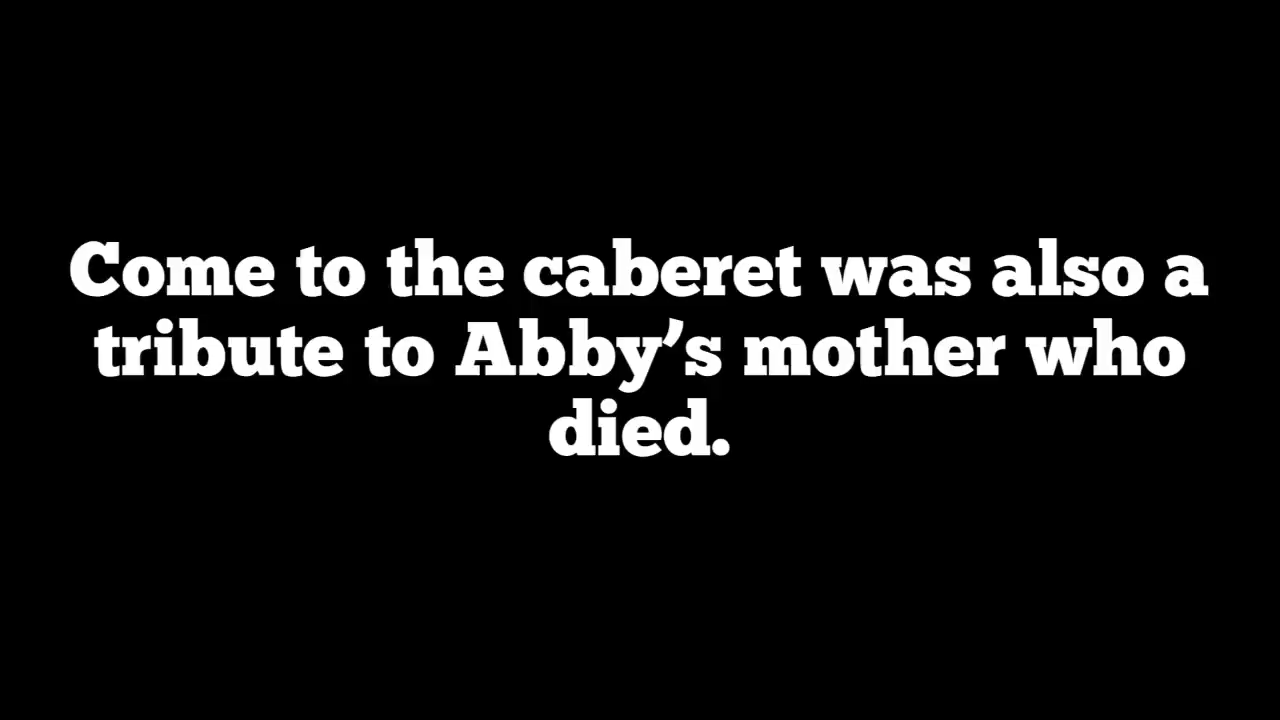 Come to the caberet was also a
tribute to Abby’s mother who
died.